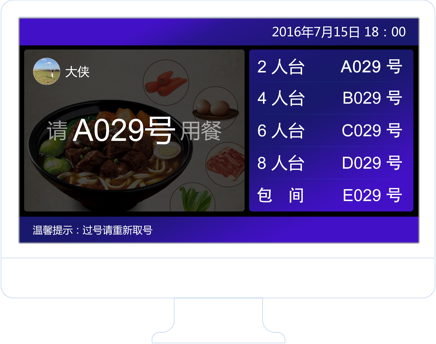 2016年7月15日 18：00
大侠
请 A029号 用餐
2 人台 A029 号
4 人台 B029 号
6 人台 C029 号
8 人台 D029 号
包 间 E029 号
温馨提示：过号请重新取号